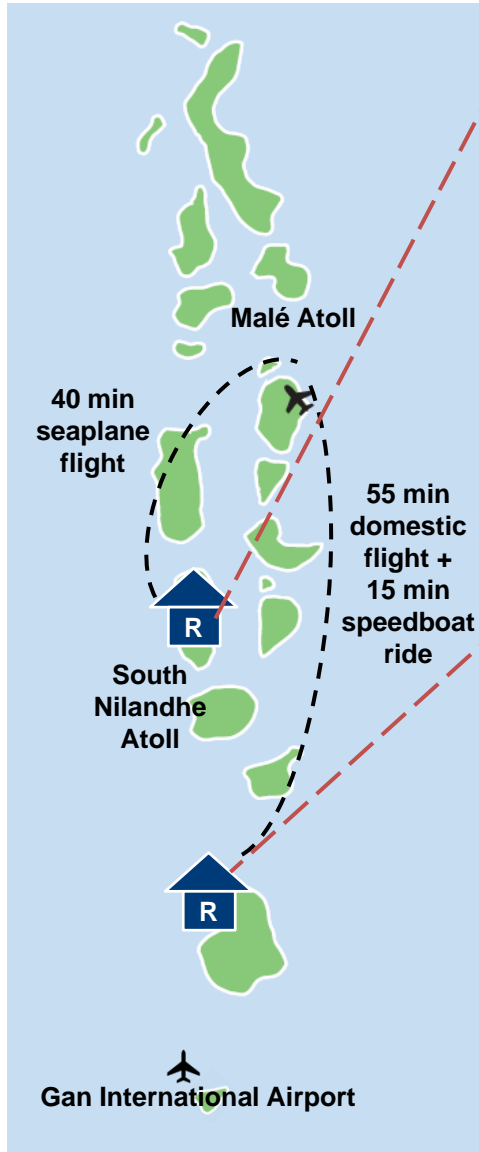 Malé Atoll
40 min
seaplane
flight
55 min
domestic
flight +
15 min
speedboat
ride
R
South
Nilandhe
Atoll
R
Gan International Airport